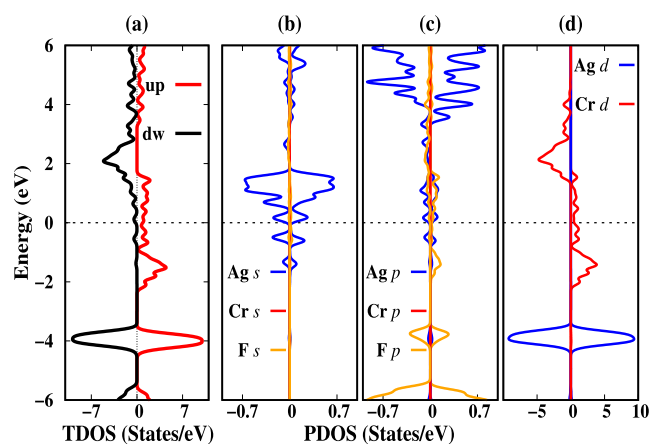 (a) (b) (c) (d)
6
4
2
0
−2
−4
−6
Energy (eV)
up
dw
Ag s
Cr s
F s
Ag p
Cr p
F p
Ag d
Cr d
−7 0 7 −0.7 0 0.7 −0.7 0 0.7 −5 0 5 10
TDOS (States/eV) PDOS (States/eV)